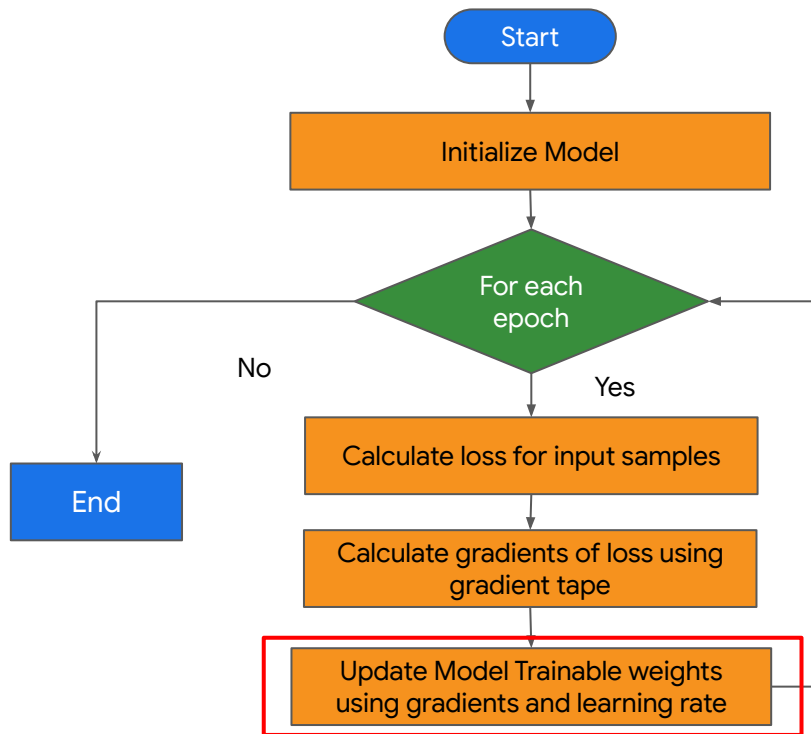 Start
Initialize Model
For each
epoch
No
Yes
Calculate loss for input samples
End
Calculate gradients of loss using
gradient tape
Update Model Trainable weights
using gradients and learning rate